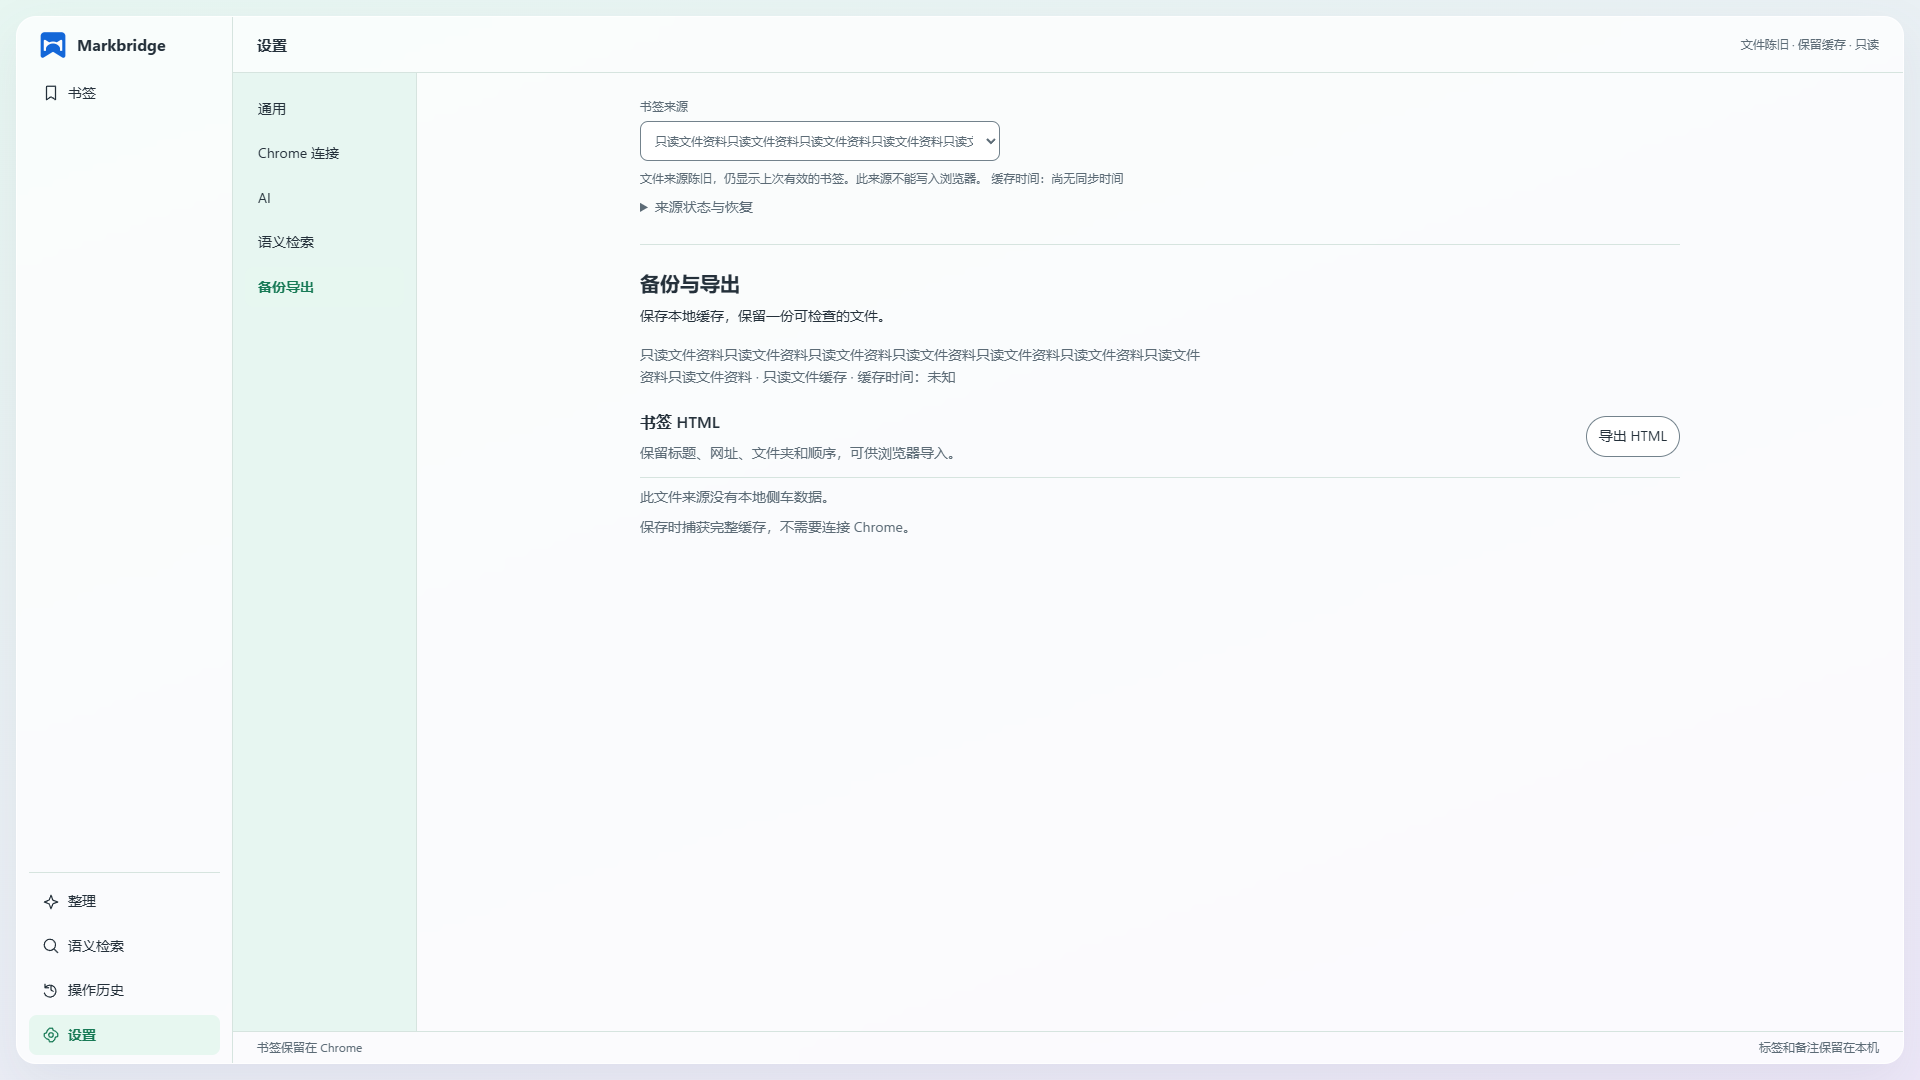 Markbridge
书签
整理
语义检索
操作历史
设置
设置
文件陈旧 · 保留缓存 · 只读
通用
Chrome 连接
AI
语义检索
备份导出
书签来源
只读文件资料只读文件资料只读文件资料只读文件资料只读
文件来源陈旧，仍显示上次有效的书签。此来源不能写入浏览器。 缓存时间：尚无同步时间
来源状态与恢复
备份与导出
保存本地缓存，保留一份可检查的文件。
只读文件资料只读文件资料只读文件资料只读文件资料只读文件资料只读文件资料只读文件
资料只读文件资料 · 只读文件缓存 · 缓存时间：未知
书签 HTML
保留标题、网址、文件夹和顺序，可供浏览器导入。
导出 HTML
此文件来源没有本地侧车数据。
保存时捕获完整缓存，不需要连接 Chrome。
书签保留在 Chrome
标签和备注保留在本机